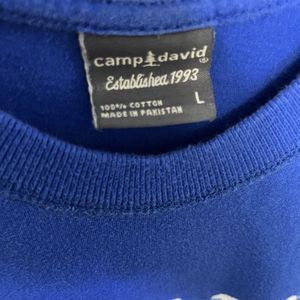 camp david
Established 1993
100% COTTON
MADE IN PAKISTAN
L